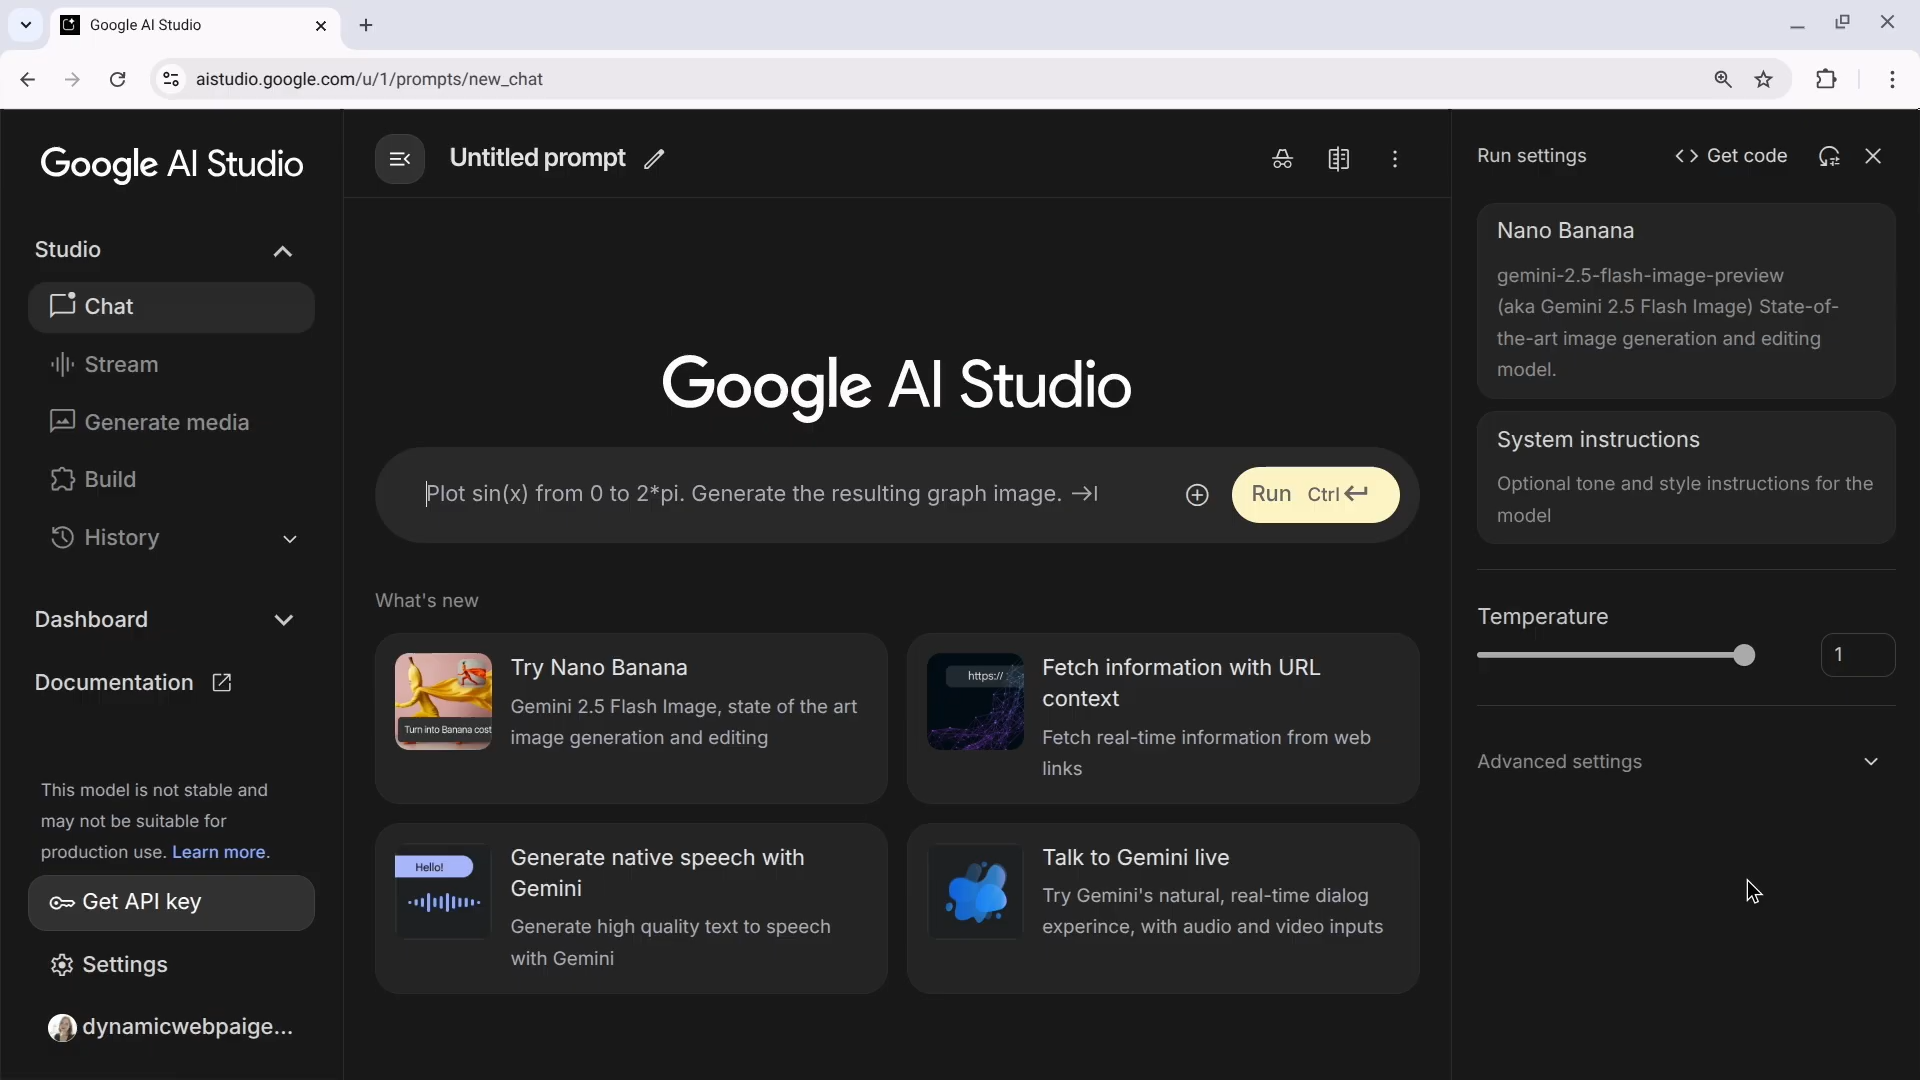 Google AI Studio
aistudio.google.com/u/1/prompts/new_chat
Google AI Studio
Studio
Chat
Stream
Generate media
Build
History
Dashboard
Documentation
This model is not stable and
may not be suitable for
production use. Learn more.
Get API key
Settings
dynamicwebpaige...
Untitled prompt
Google AI Studio
Plot sin(x) from 0 to 2*pi. Generate the resulting graph image.
Run Ctrl
What's new
Turn into Banana cost
Try Nano Banana
Gemini 2.5 Flash Image, state of the art
image generation and editing
https://
Fetch information with URL
context
Fetch real-time information from web
links
Hello!
Generate native speech with
Gemini
Generate high quality text to speech
with Gemini
Talk to Gemini live
Try Gemini's natural, real-time dialog
experince, with audio and video inputs
Run settings
<> Get code
Nano Banana
gemini-2.5-flash-image-preview
(aka Gemini 2.5 Flash Image) State-of-
the-art image generation and editing
model.
System instructions
Optional tone and style instructions for the
model
Temperature
1
Advanced settings